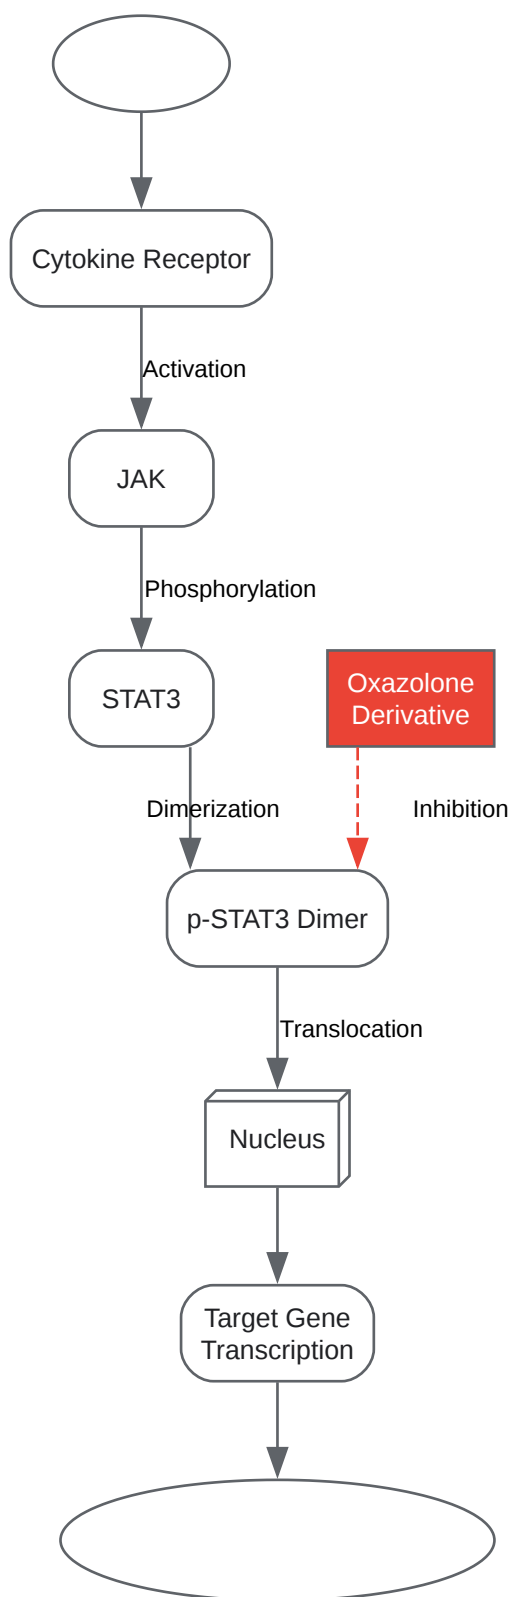 Cytokine Receptor
Activation
JAK
Phosphorylation
STAT3
Oxazolone
Derivative
Dimerization
Inhibition
p-STAT3 Dimer
Translocation
Nucleus
Target Gene
Transcription